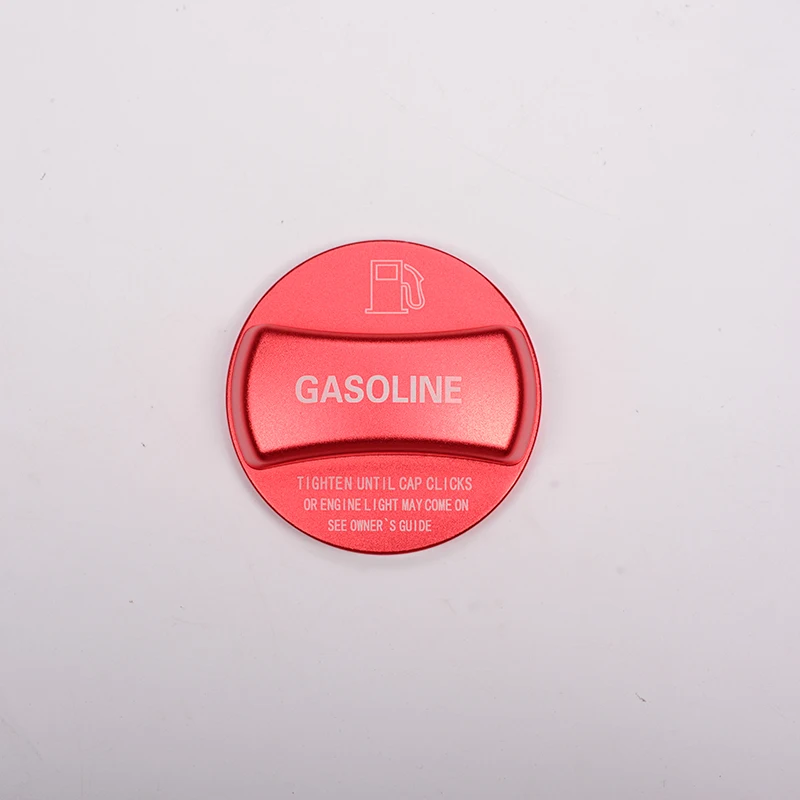 GASOLINE
TIGHTEN UNTIL CAP CLICKS
OR ENGINE LIGHT MAY COME ON
SEE OWNER`S GUIDE